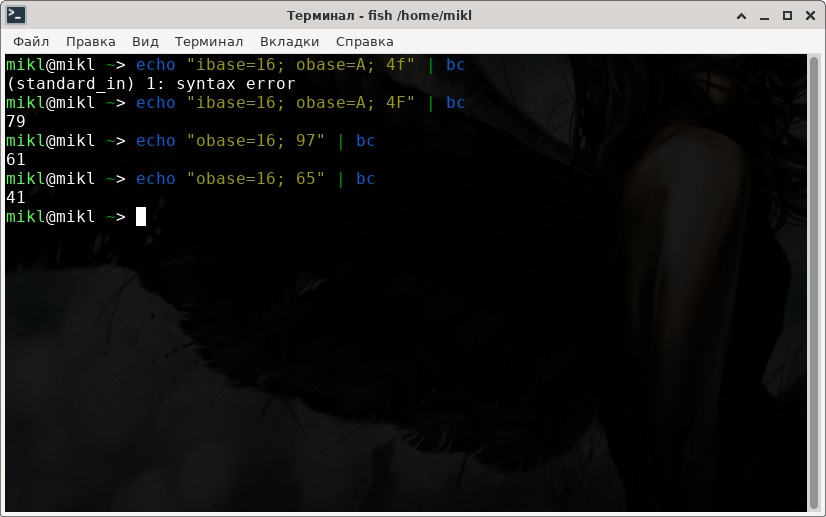 Терминал - fish /home/mikl
Файл Правка Вид Терминал Вкладки Справка
mikl@mikl ~> echo "ibase=16; obase=A; 4f" | bc
(standard_in) 1: syntax error
mikl@mikl ~> echo "ibase=16; obase=A; 4F" | bc
79
mikl@mikl ~> echo "obase=16; 97" | bc
61
mikl@mikl ~> echo "obase=16; 65" | bc
41
mikl@mikl ~>